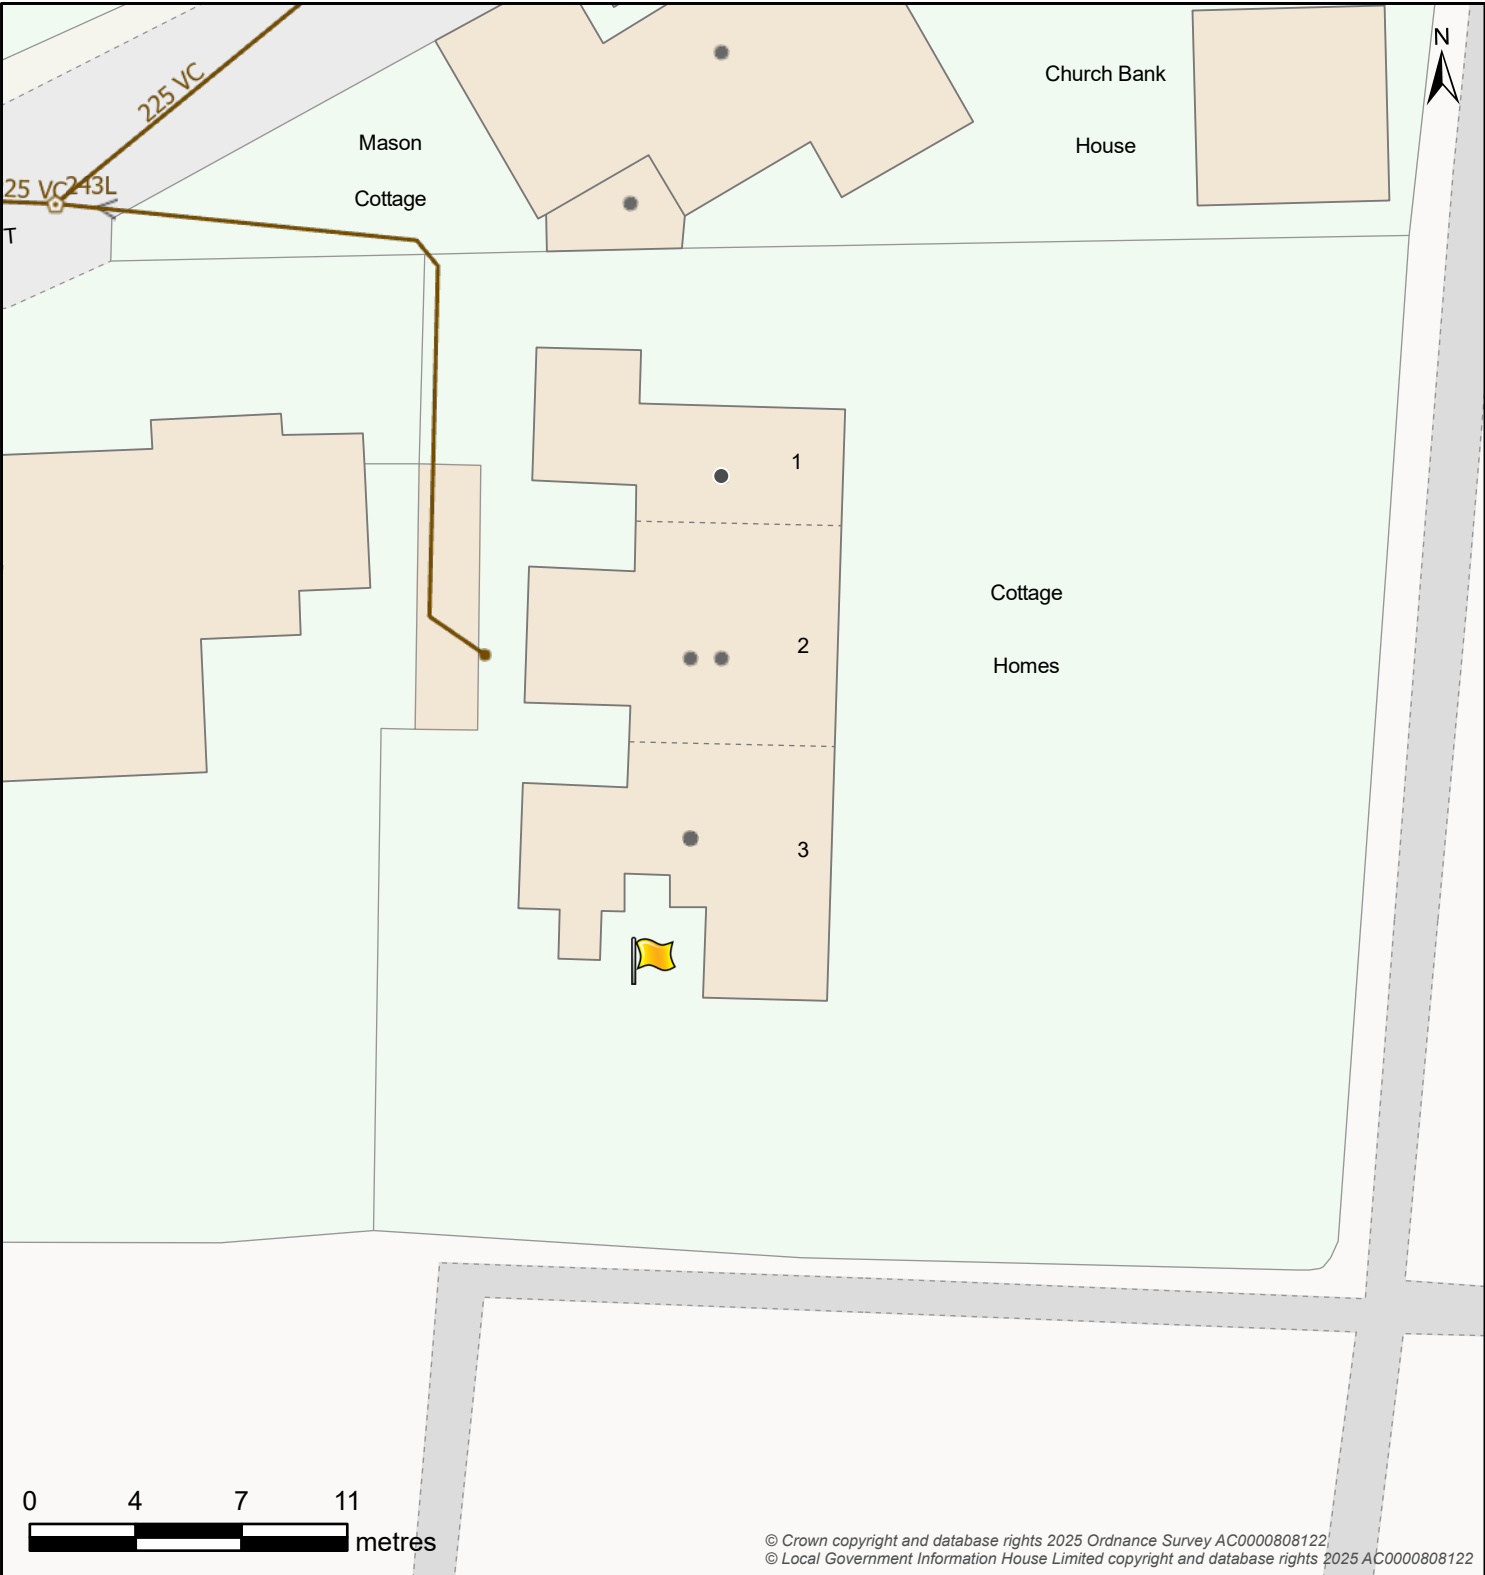 N
Church Bank
House
225 VC
Mason
Cottage
25 VC
243L
T
1
Cottage
2
Homes
3
0 4 7 11
metres
© Crown copyright and database rights 2025 Ordnance Survey AC0000808122
© Local Government Information House Limited copyright and database rights 2025 AC0000808122